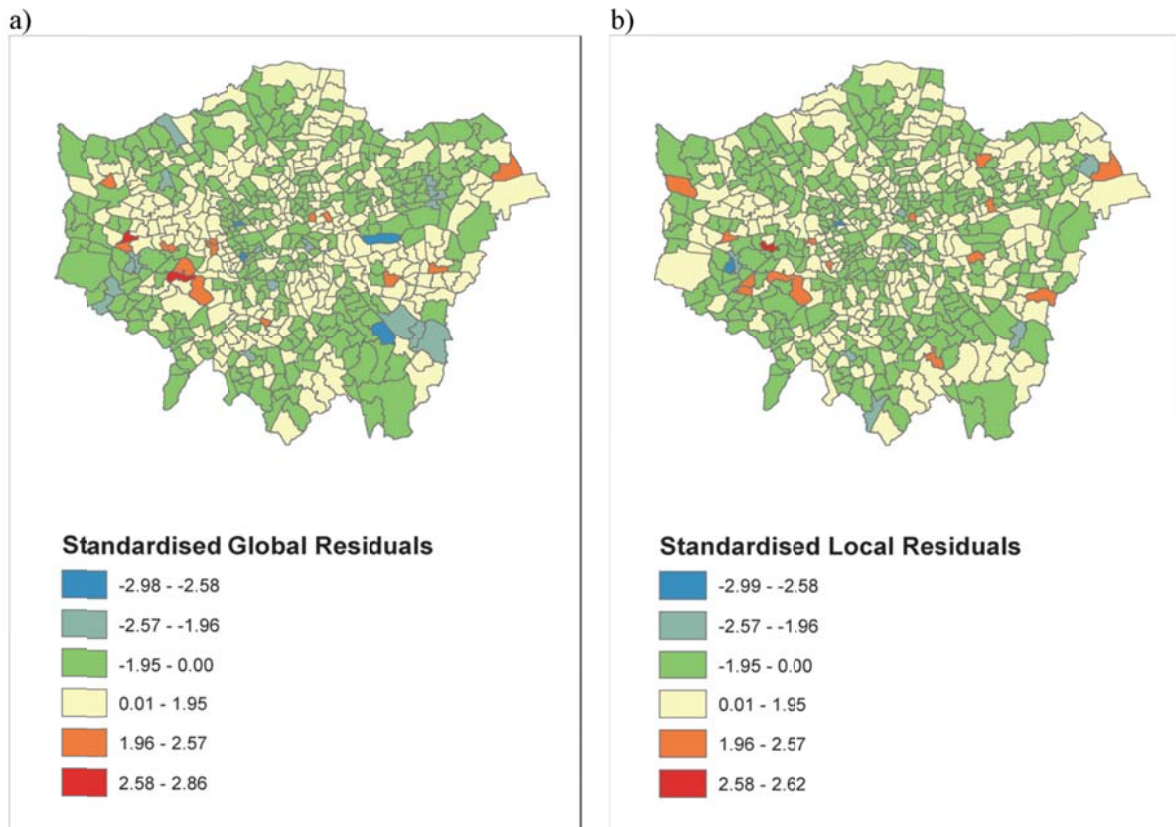 a)
b)
Standardised Global Residuals
-2.98 - -2.58
-2.57 - -1.96
-1.95 - 0.00
0.01 - 1.95
1.96 - 2.57
2.58 - 2.86
Standardised Local Residuals
-2.99 - -2.58
-2.57 - -1.96
-1.95 - 0.00
0.01 - 1.95
1.96 - 2.57
2.58 - 2.62